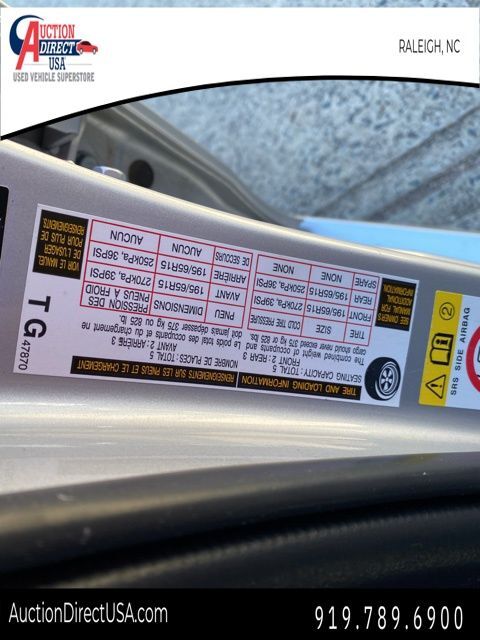 AUCTION
DIRECT
USA
USED VEHICLE SUPERSTORE
RALEIGH, NC
TIRE AND LOADING INFORMATION
RENSEIGNEMENTS SUR LES PNEUS ET LE CHARGEMENT
SEATING CAPACITY: TOTAL 5
FRONT: 2 REAR 3
NOMBRE DE PLACE: TOTAL 5
AVANT 2: ARRIÈRE 3
The combined weight of occupants and
cargo should never exceed 375 kg or 825 lb.
Le poids total des occupants et du chargement ne
doit jamais dépasser 375 kg ou 825 lb.
TIRE SIZE COLD TIRE PRESSURE
FRONT 195/65R15 270kPa, 39PSI
REAR 195/65R15 250kPa, 36PSI
SPARE NONE NONE
SEE OWNERS
MANUAL FOR
ADDITIONAL
INFORMATION
PNEU DIMENSIONS PRESSION DES
PNEUS À FROID
AVANT 195/65R15 270kPa, 39PSI
ARRIÈRE 195/65R15 250kPa, 36PSI
DE SECOURS AUCUN AUCUN
VOIR LE MANUEL
DE L'USAGER
POUR PLUS DE
RENSEIGNEMENTS
TG 47870
2
SRS SIDE AIRBAG
AuctionDirectUSA.com
919.789.6900